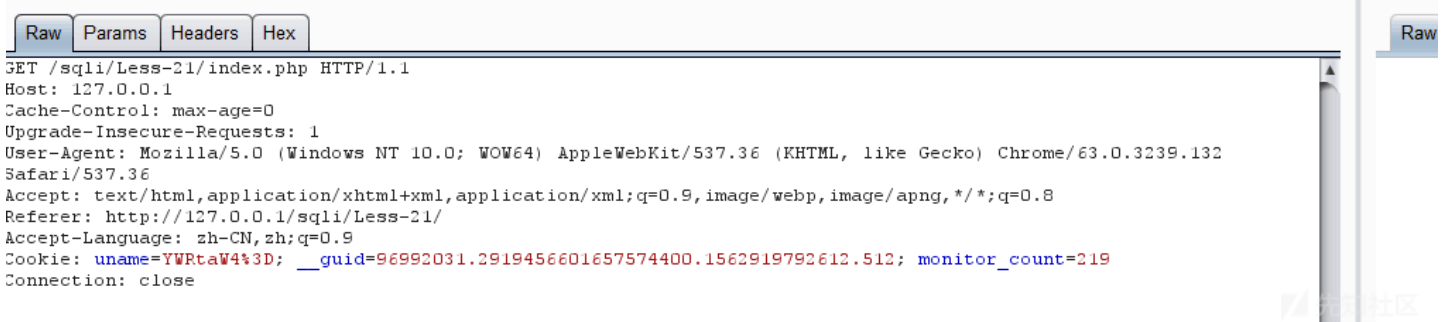 Raw Params Headers Hex Raw
GET /sqli/Less-21/index.php HTTP/1.1
Host: 127.0.0.1
Cache-Control: max-age=0
Upgrade-Insecure-Requests: 1
User-Agent: Mozilla/5.0 (Windows NT 10.0; WOW64) AppleWebKit/537.36 (KHTML, like Gecko) Chrome/63.0.3239.132
Safari/537.36
Accept: text/html,application/xhtml+xml,application/xml;q=0.9,image/webp,image/apng,*/*;q=0.8
Referer: http://127.0.0.1/sqli/Less-21/
Accept-Language: zh-CN,zh;q=0.9
Cookie: uname=YWRtaW4%3D; __guid=96992031.2919456601657574400.1562919792612.512; monitor_count=219
Connection: close
先知社区